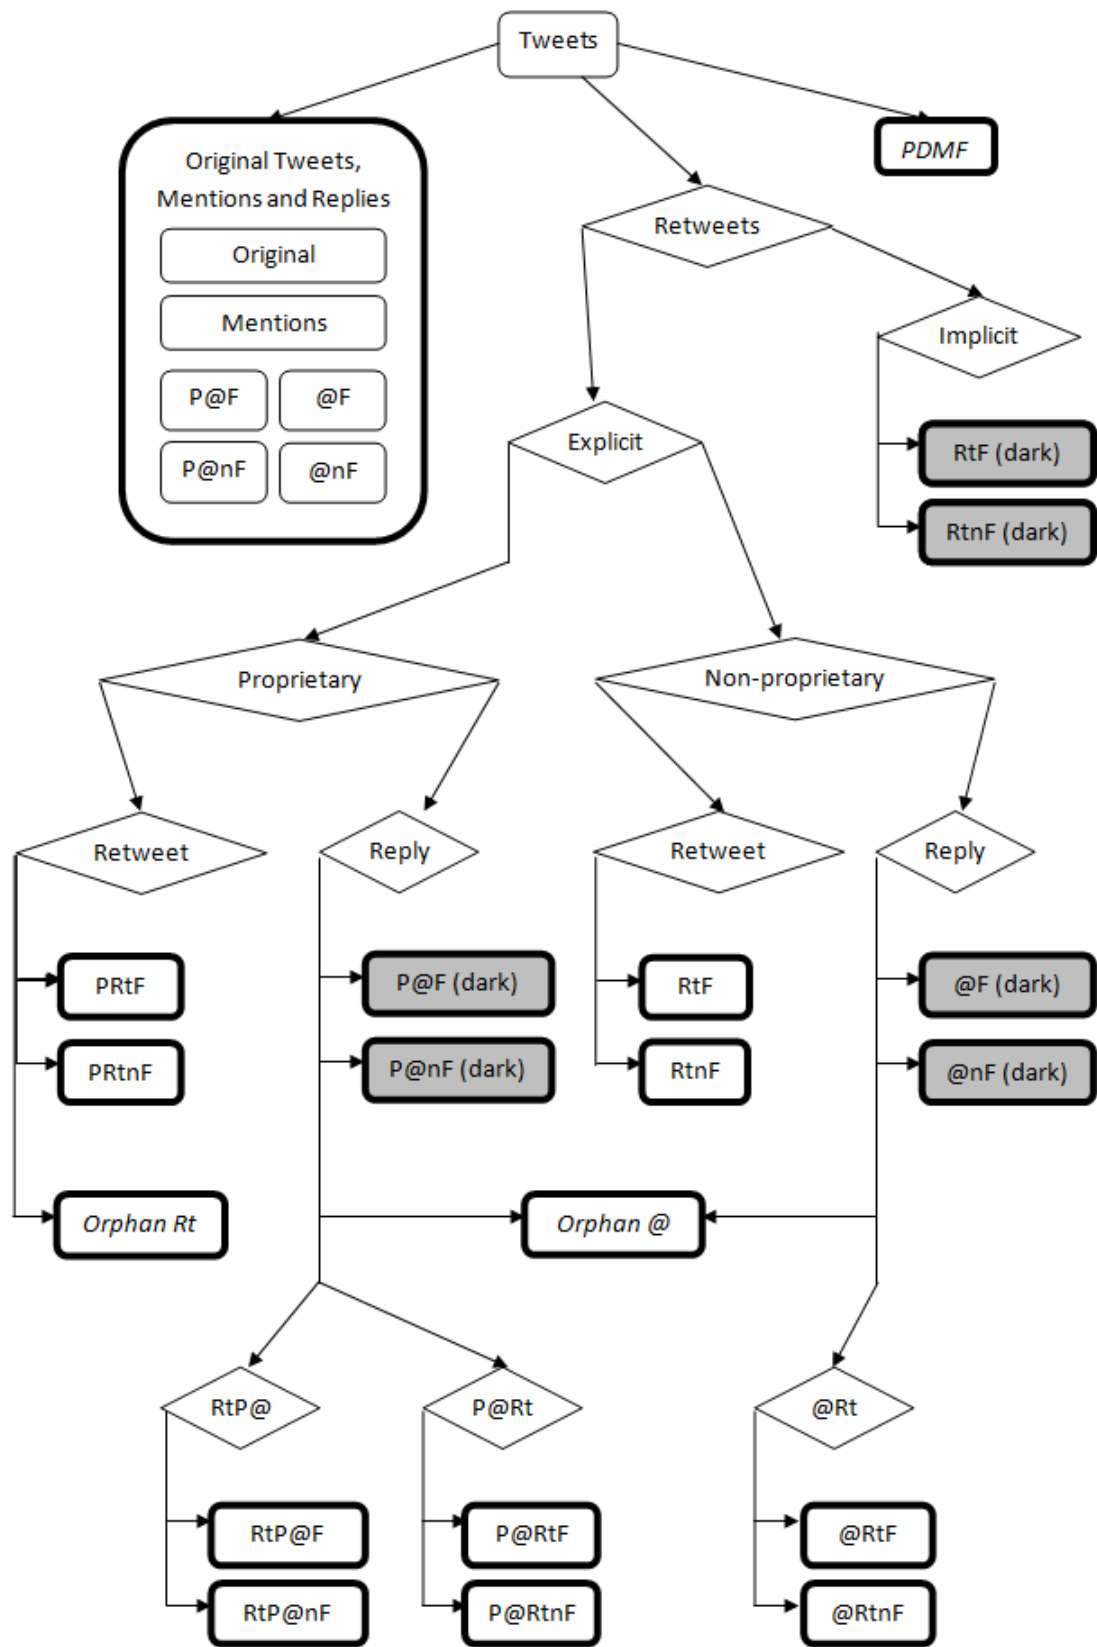 Tweets
Original Tweets,
Mentions and Replies
PDMF
Original
Retweets
Mentions
Implicit
P@F
@F
Explicit
RtF (dark)
P@nF
@nF
RtnF (dark)
Proprietary
Non-proprietary
Retweet
Reply
Retweet
Reply
PRtF
P@F (dark)
RtF
@F (dark)
PRtnF
P@nF (dark)
RtnF
@nF (dark)
Orphan Rt
Orphan @
RtP@
P@Rt
@Rt
RtP@F
P@RtF
@RtF
RtP@nF
P@RtnF
@RtnF